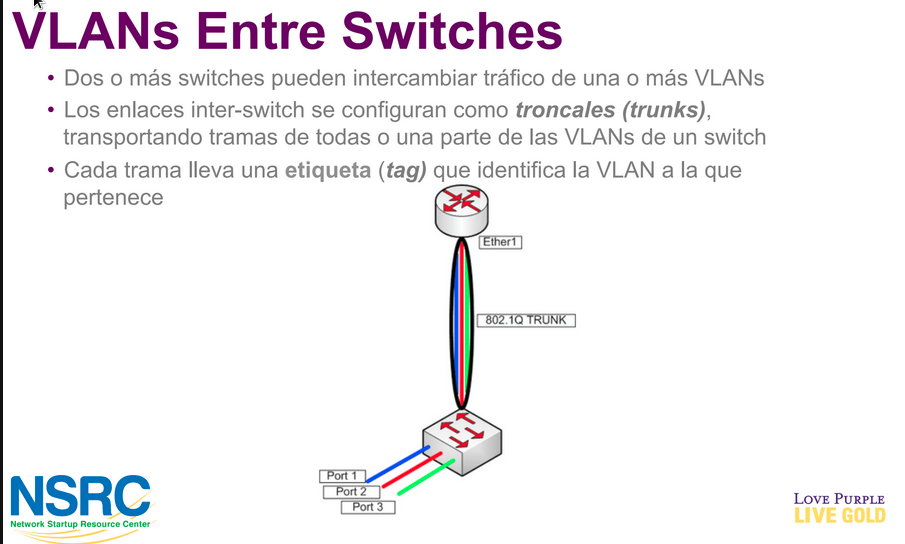 VLANs Entre Switches
• Dos o más switches pueden intercambiar tráfico de una o más VLANs
• Los enlaces inter-switch se configuran como troncales (trunks),
transportando tramas de todas o una parte de las VLANs de un switch
• Cada trama lleva una etiqueta (tag) que identifica la VLAN a la que
pertenece
Ether1
802.1Q TRUNK
Port 1
Port 2
Port 3
NSRC
Network Startup Resource Center
LOVE PURPLE
LIVE GOLD